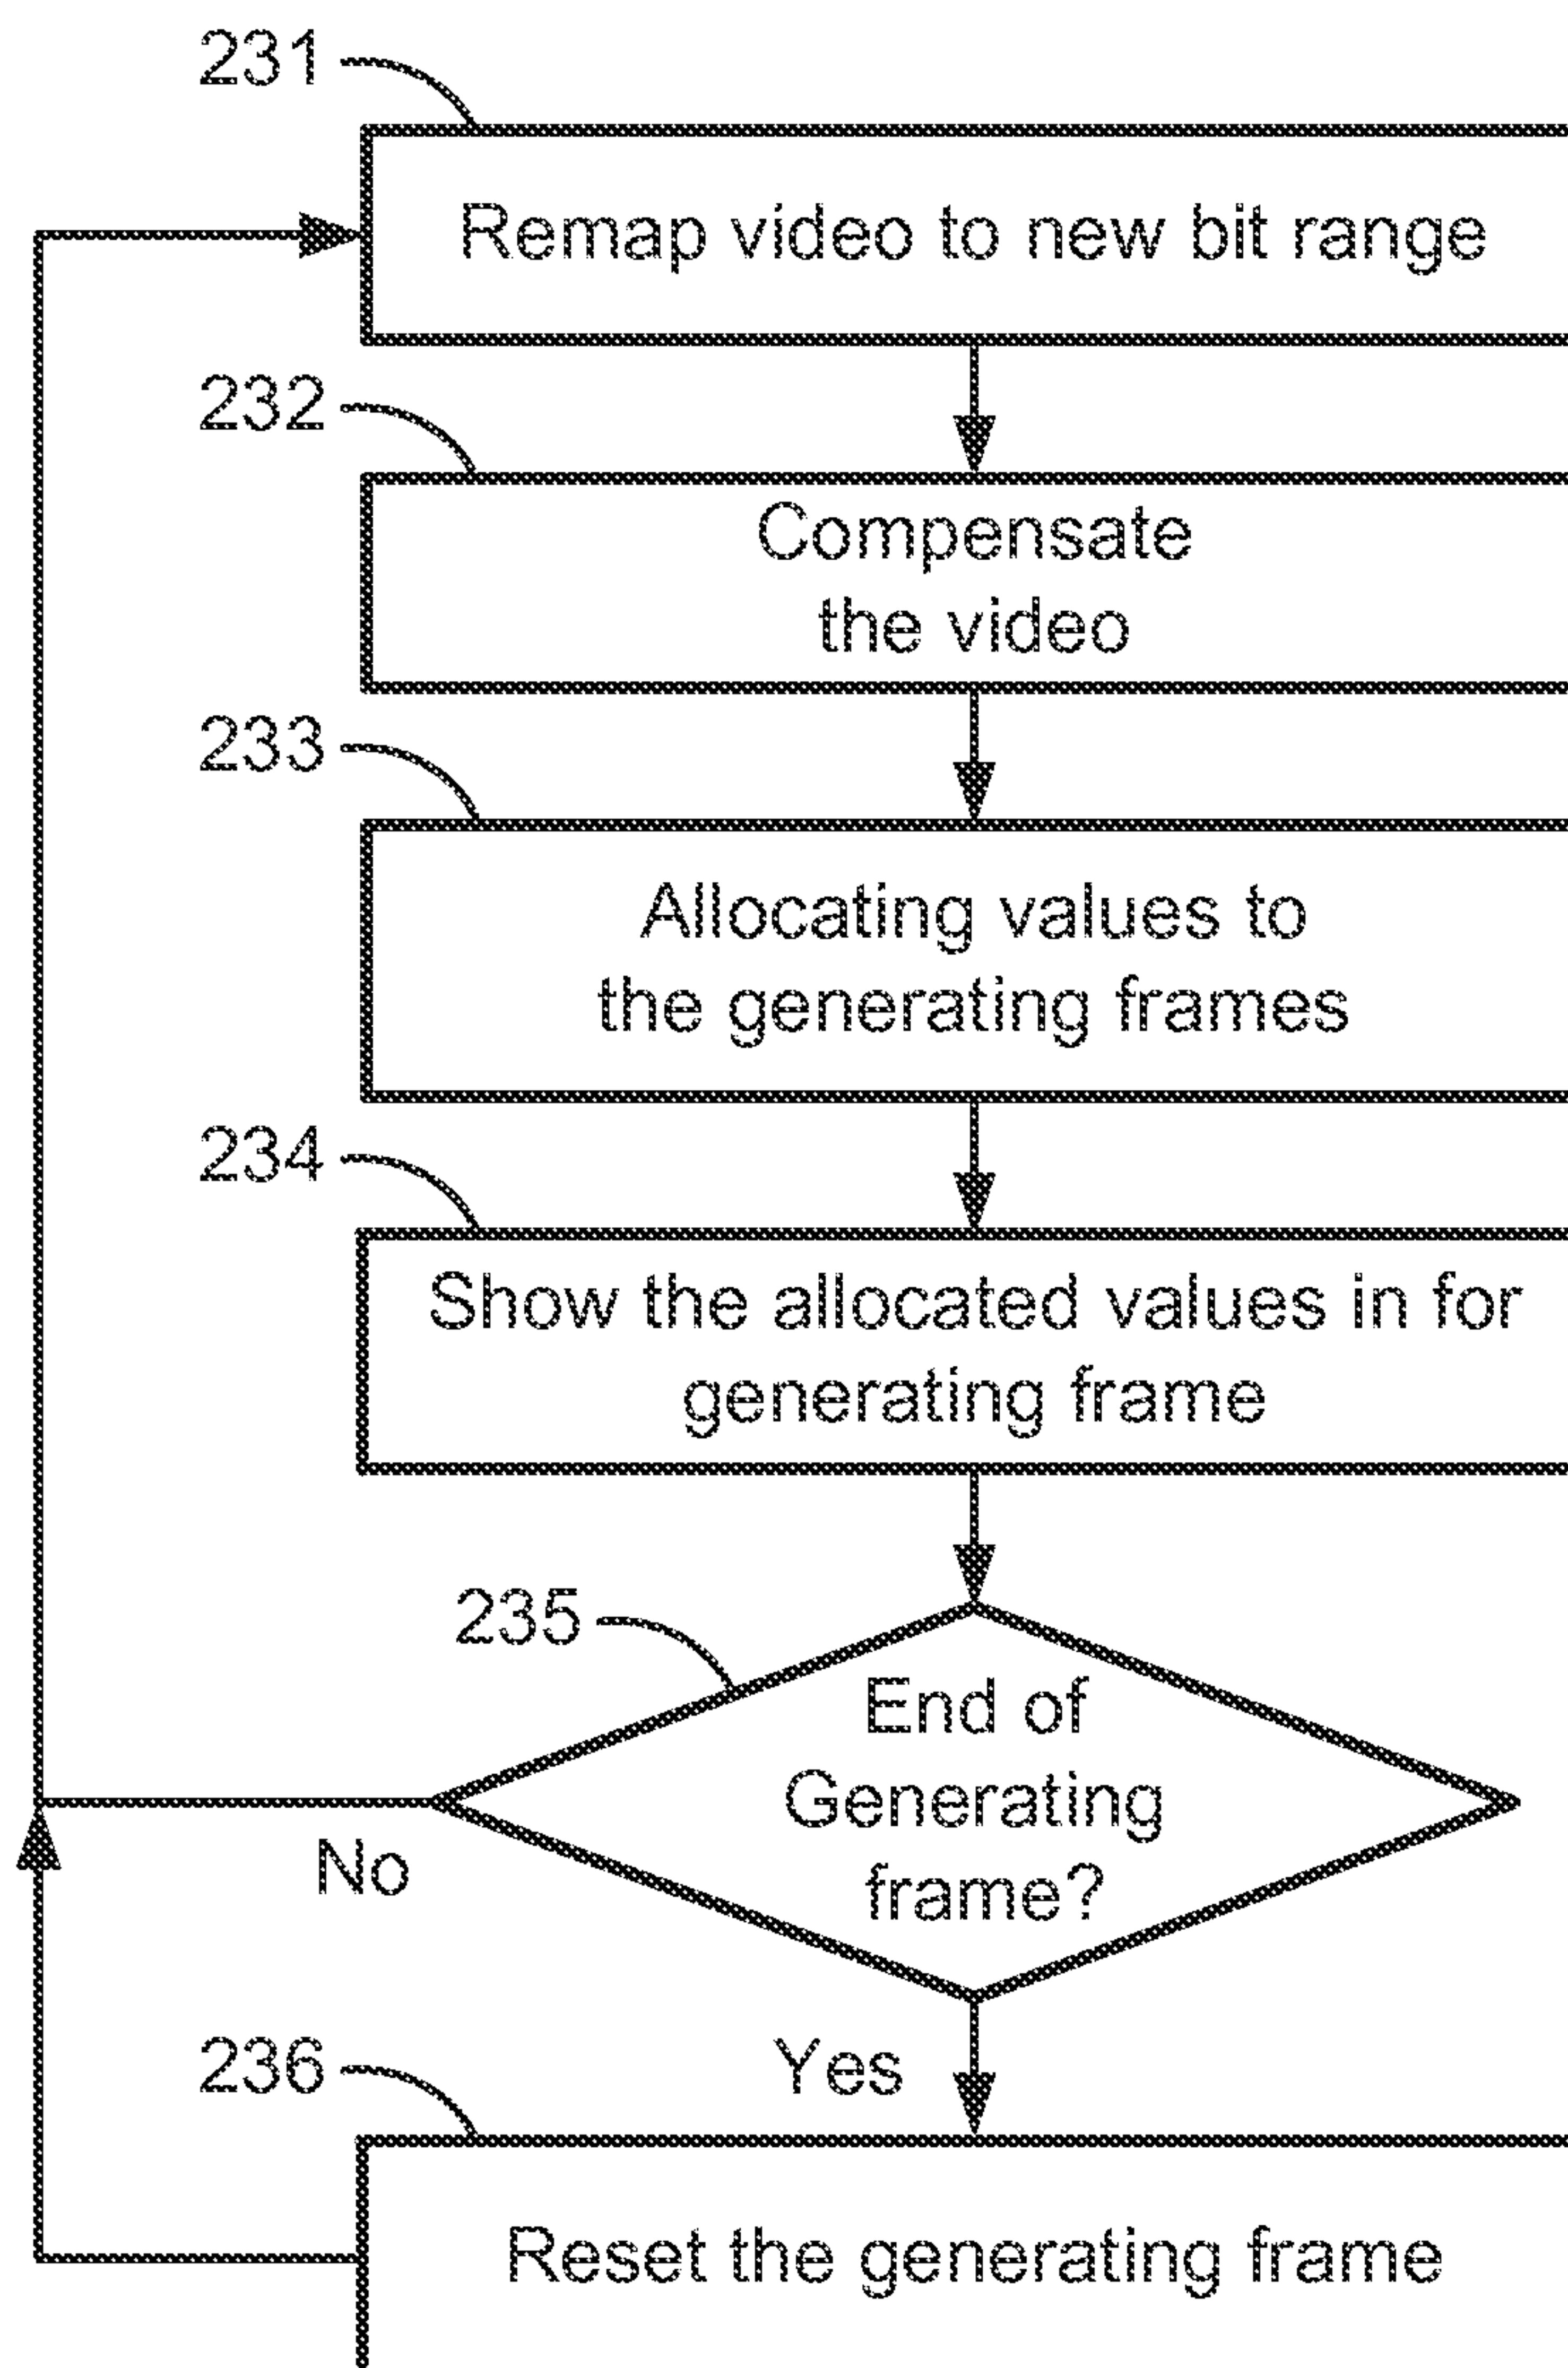 231
Remap video to new bit range
232
Compensate
the video
233
Allocating values to
the generating frames
234
Show the allocated values in for
generating frame
235
End of
Generating
frame?
No
Yes
236
Reset the generating frame